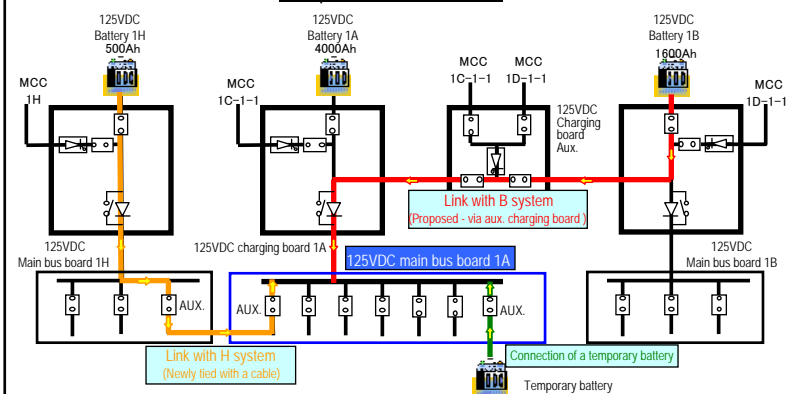 125VDC
Battery 1H
500Ah
125VDC
Battery 1A
4000Ah
125VDC
Battery 1B
1600Ah
MCC
1H
MCC
1C-1-1
MCC
1C-1-1
MCC
1D-1-1
MCC
1D-1-1
125VDC
Charging
board
Aux.
Link with B system
(Proposed - via aux. charging board )
125VDC
Main bus board 1H
125VDC charging board 1A
125VDC main bus board 1A
125VDC
Main bus board 1B
AUX.
AUX.
AUX.
Link with H system
(Newly tied with a cable)
Connection of a temporary battery
Temporary battery